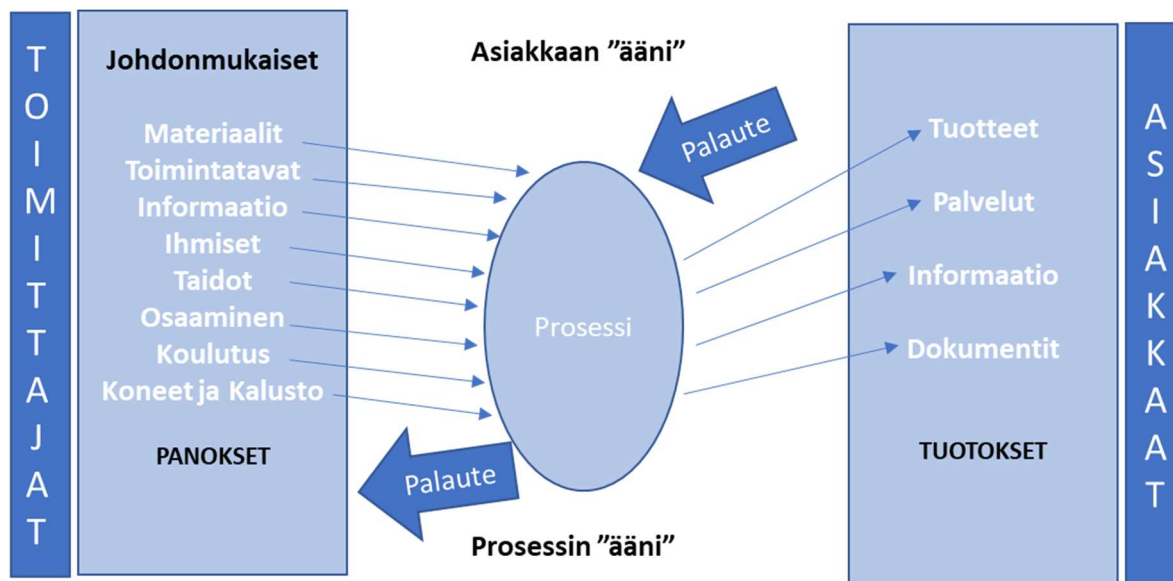 TOIMITTAJAT
Johdonmukaiset
Materiaalit
Toimintatavat
Informaatio
Ihmiset
Taidot
Osaaminen
Koulutus
Koneet ja Kalusto
PANOKSET
Asiakkaan ”ääni”
Palaute
Prosessi
Palaute
Prosessin ”ääni”
Tuotteet
Palvelut
Informaatio
Dokumentit
TUOTOKSET
ASIAKKAAT